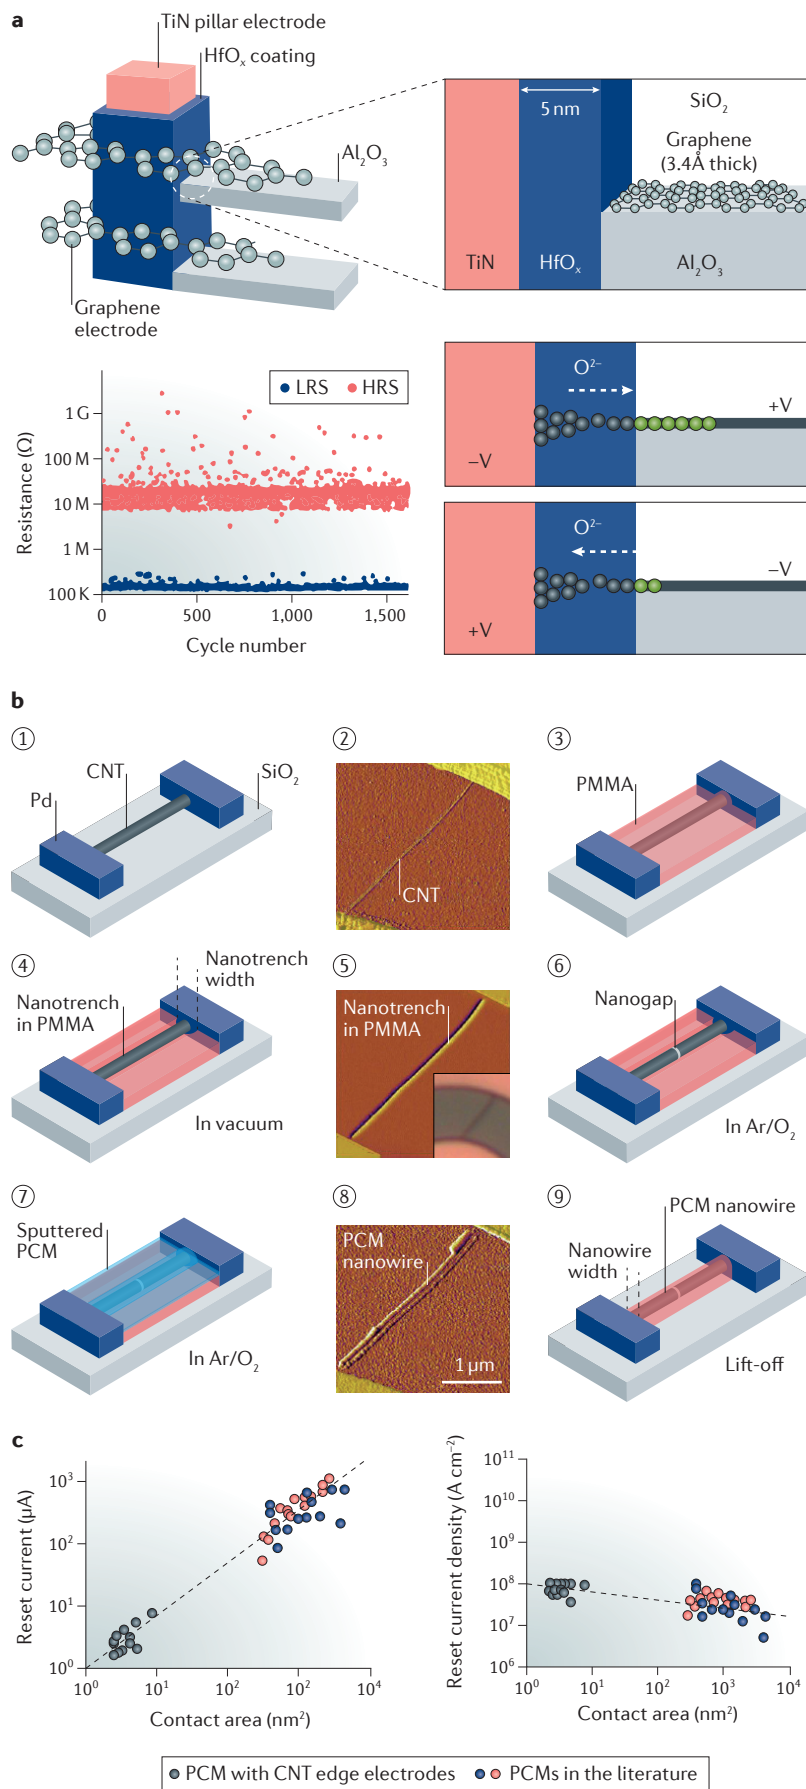 a
TiN pillar electrode
HfOₓ coating
Al₂O₃
Graphene
electrode
5 nm
SiO₂
Graphene
(3.4Å thick)
TiN
HfOₓ
Al₂O₃
LRS
HRS
Resistance (Ω)
1 G
100 M
10 M
1 M
100 K
0
500
1,000
1,500
Cycle number
O²⁻
+V
–V
O²⁻
–V
+V
b
①
Pd
CNT
SiO₂
②
CNT
③
PMMA
④
Nanotrench
width
Nanotrench
in PMMA
In vacuum
⑤
Nanotrench
in PMMA
⑥
Nanogap
In Ar/O₂
⑦
Sputtered
PCM
In Ar/O₂
⑧
PCM
nanowire
1 µm
⑨
PCM nanowire
Nanowire
width
Lift-off
c
Reset current (µA)
10³
10²
10¹
10⁰
10⁰
10¹
10²
10²
10⁴
Contact area (nm²)
Reset current density (A cm⁻²)
10¹¹
10¹⁰
10⁹
10⁸
10⁷
10⁶
10⁰
10¹
10²
10³
10⁴
Contact area (nm²)
PCM with CNT edge electrodes
PCMs in the literature